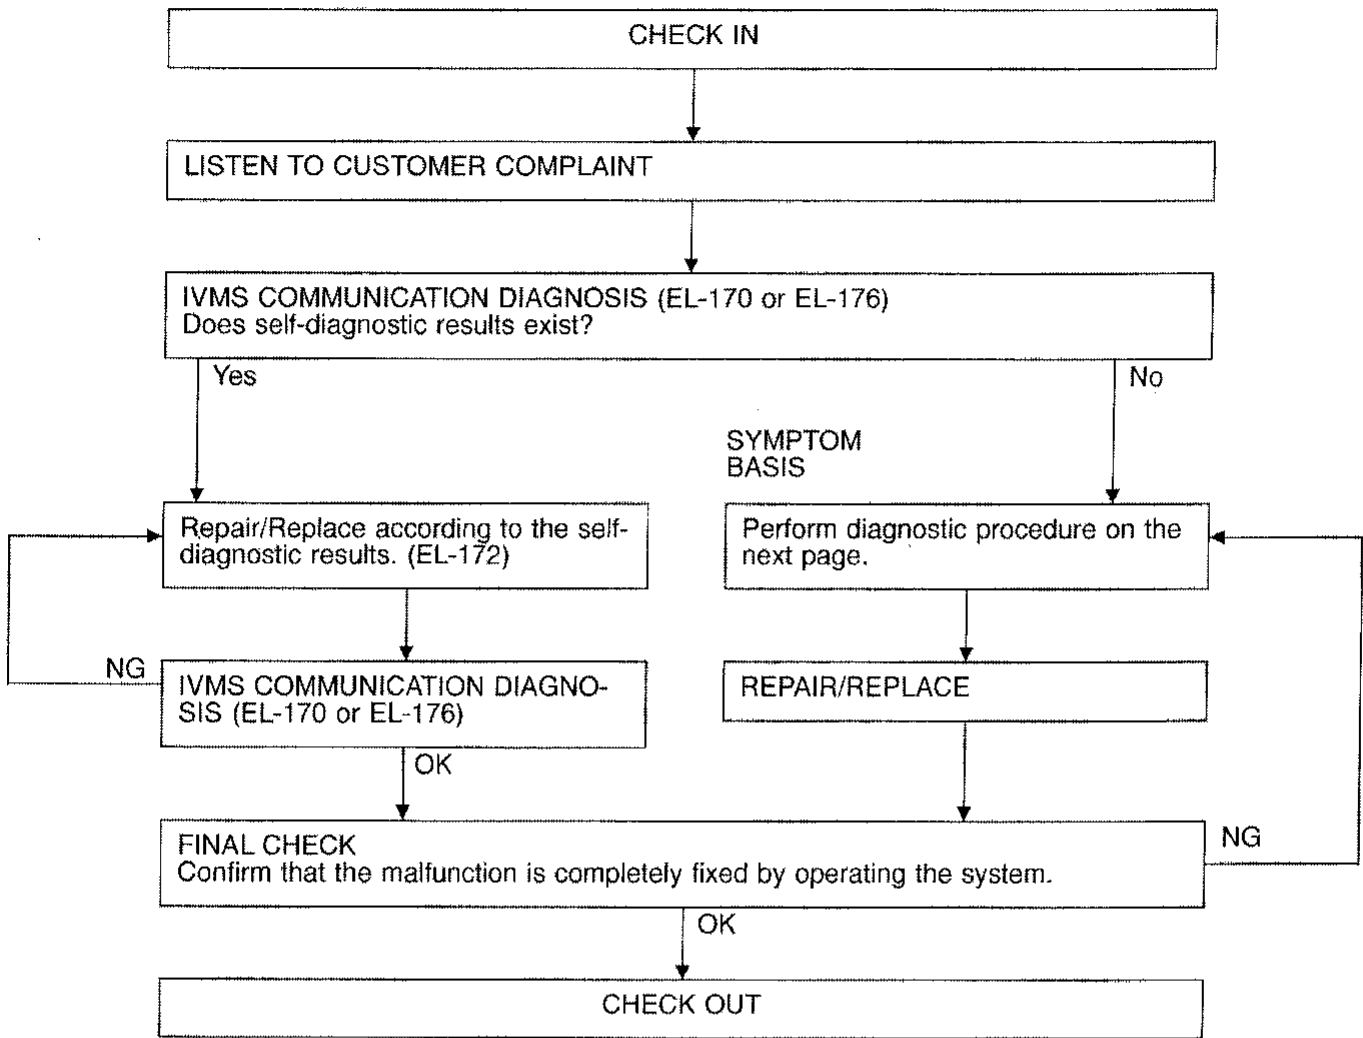 CHECK IN
LISTEN TO CUSTOMER COMPLAINT
IVMS COMMUNICATION DIAGNOSIS (EL-170 or EL-176)
Does self-diagnostic results exist?
Yes
No
SYMPTOM
BASIS
Repair/Replace according to the self-
diagnostic results. (EL-172)
Perform diagnostic procedure on the
next page.
NG
IVMS COMMUNICATION DIAGNO-
SIS (EL-170 or EL-176)
REPAIR/REPLACE
OK
FINAL CHECK
Confirm that the malfunction is completely fixed by operating the system.
NG
OK
CHECK OUT